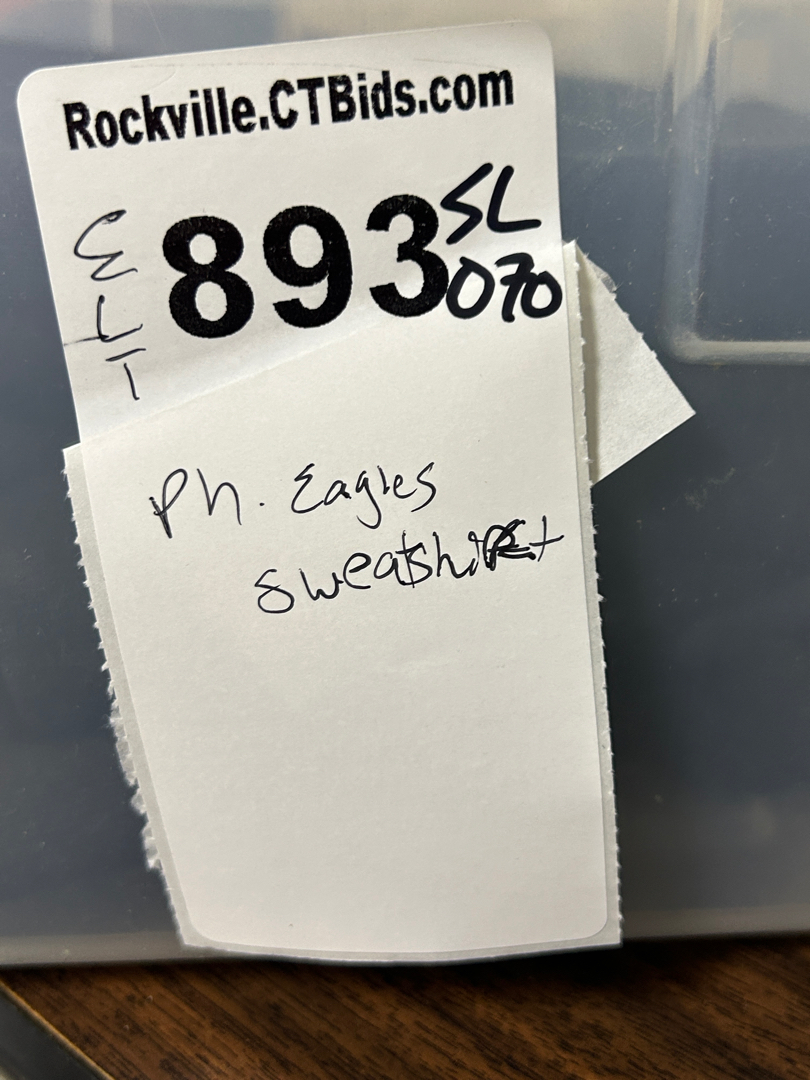 Rockville.CTBids.com
893
SL
070
Ph. Eagles
sweatshirt